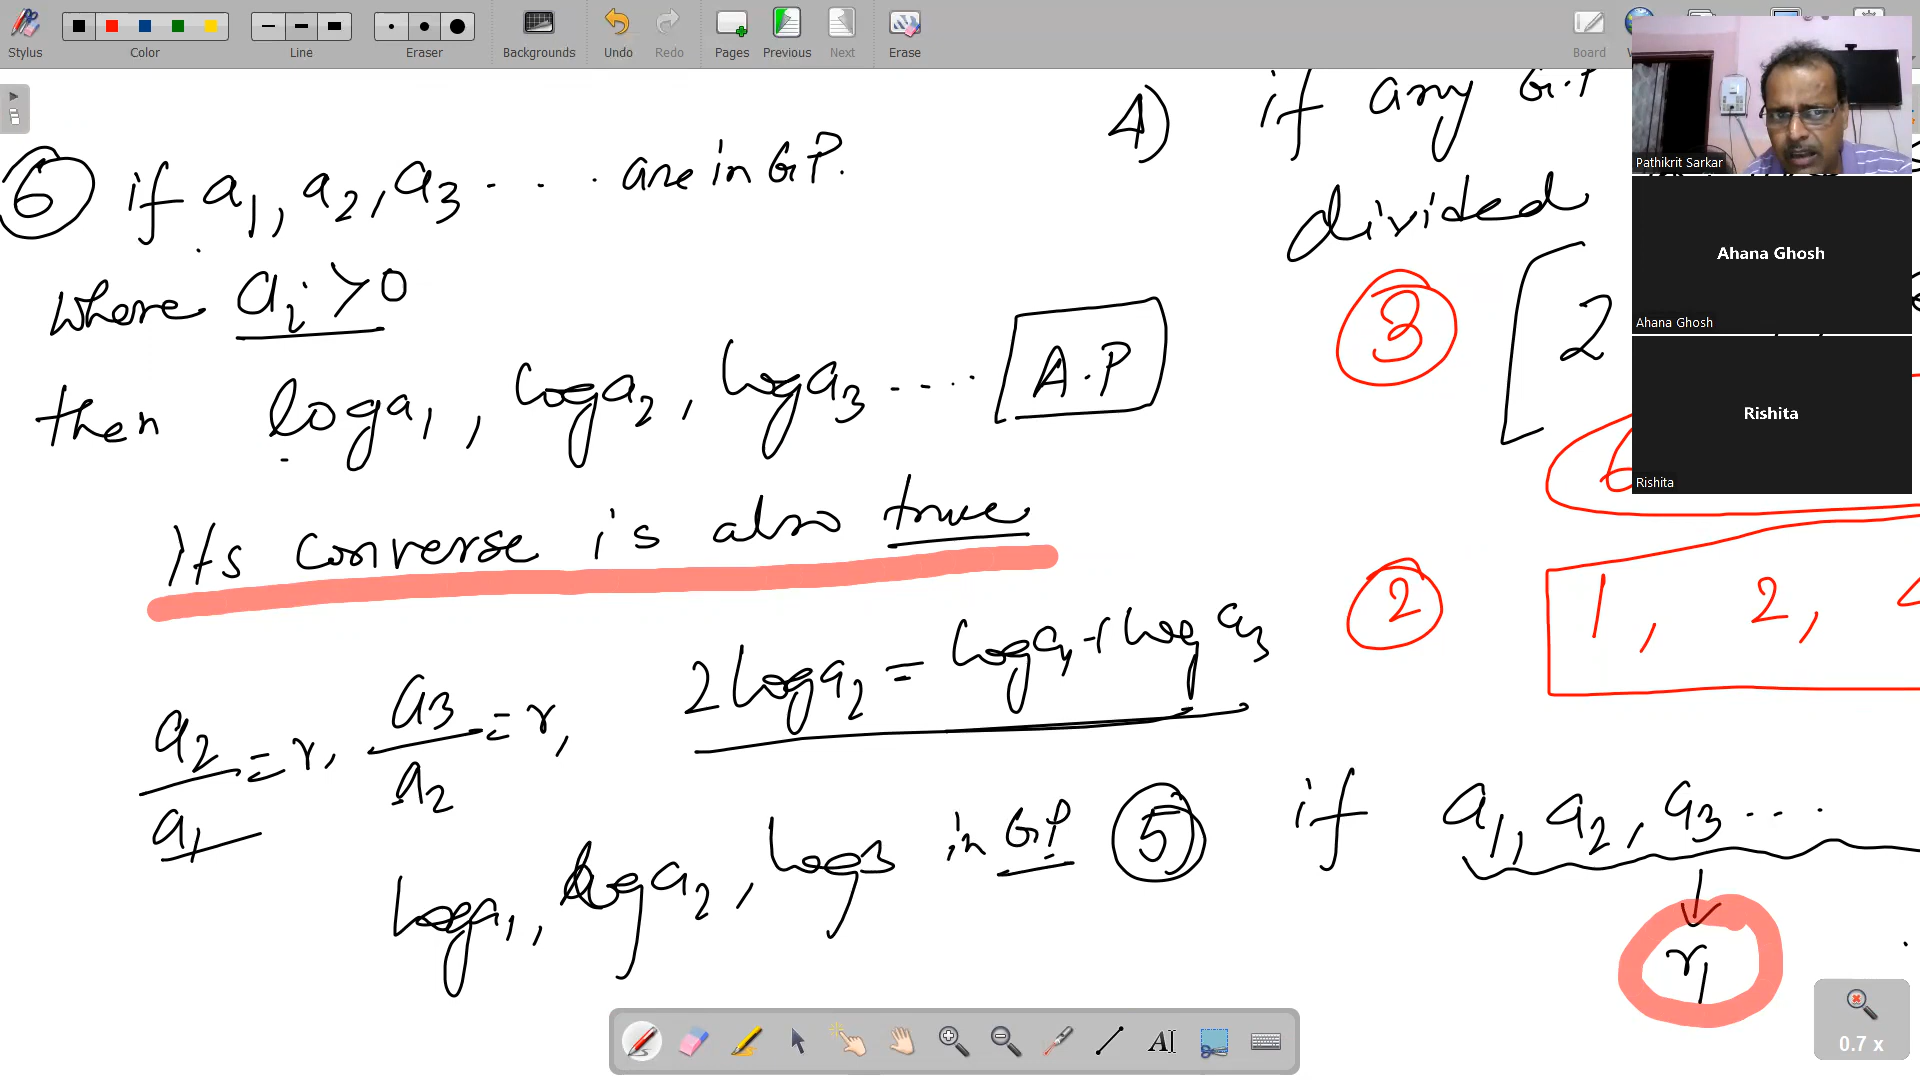 Stylus Color Line Eraser Backgrounds Undo Redo Pages Previous Next Erase Board
Pathikrit Sarkar
Ahana Ghosh
Ahana Ghosh
Rishita
Rishita
6 if a1, a2, a3 . . . . are in G P.
where ai > 0
then log a1, log a2, log a3 .... A.P
Its converse is also true
a2/a1 = r, a3/a2 = r, 2 log a2 = log a1 + log a3
log a1, log a2, log 3 in GP
4) if any G.P
divided
3 [ 2
6
2 1, 2, 4
5 if a1, a2, a3 ...
r1
0.7 x